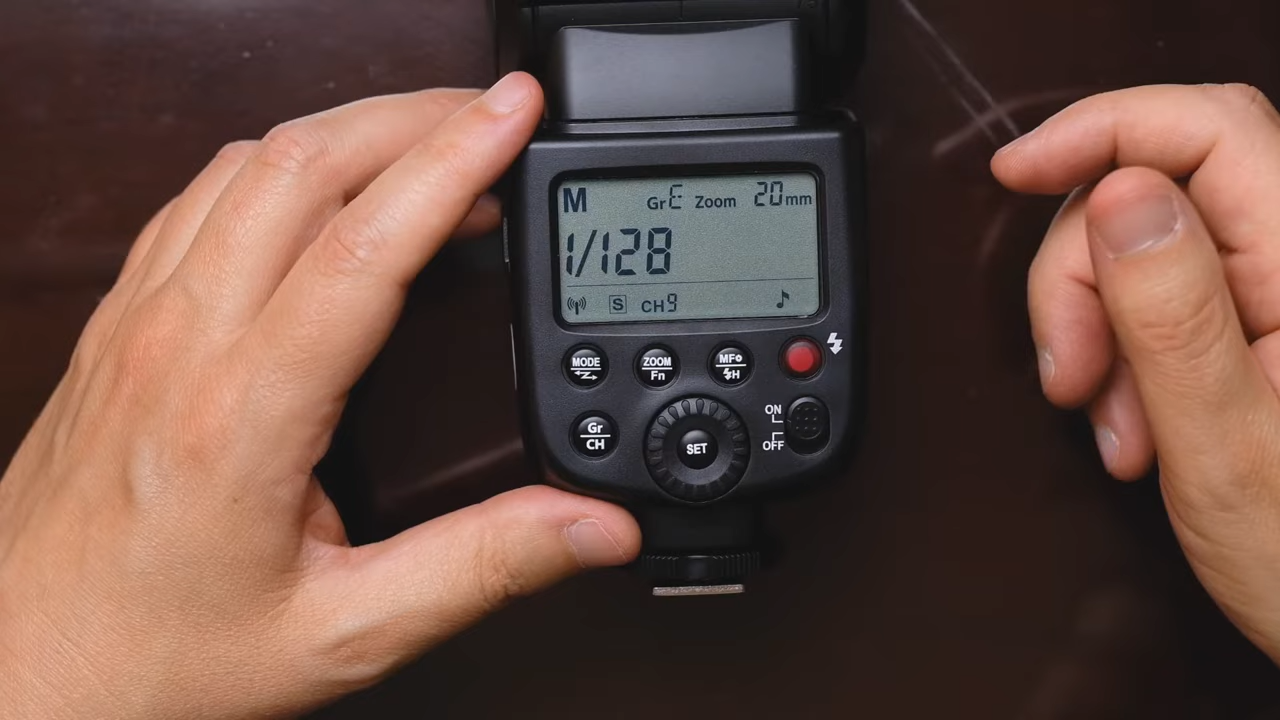 M GrE Zoom 20mm
1/128
S CH9
MODE ZOOM/Fn MF H
Gr/CH SET ON
OFF